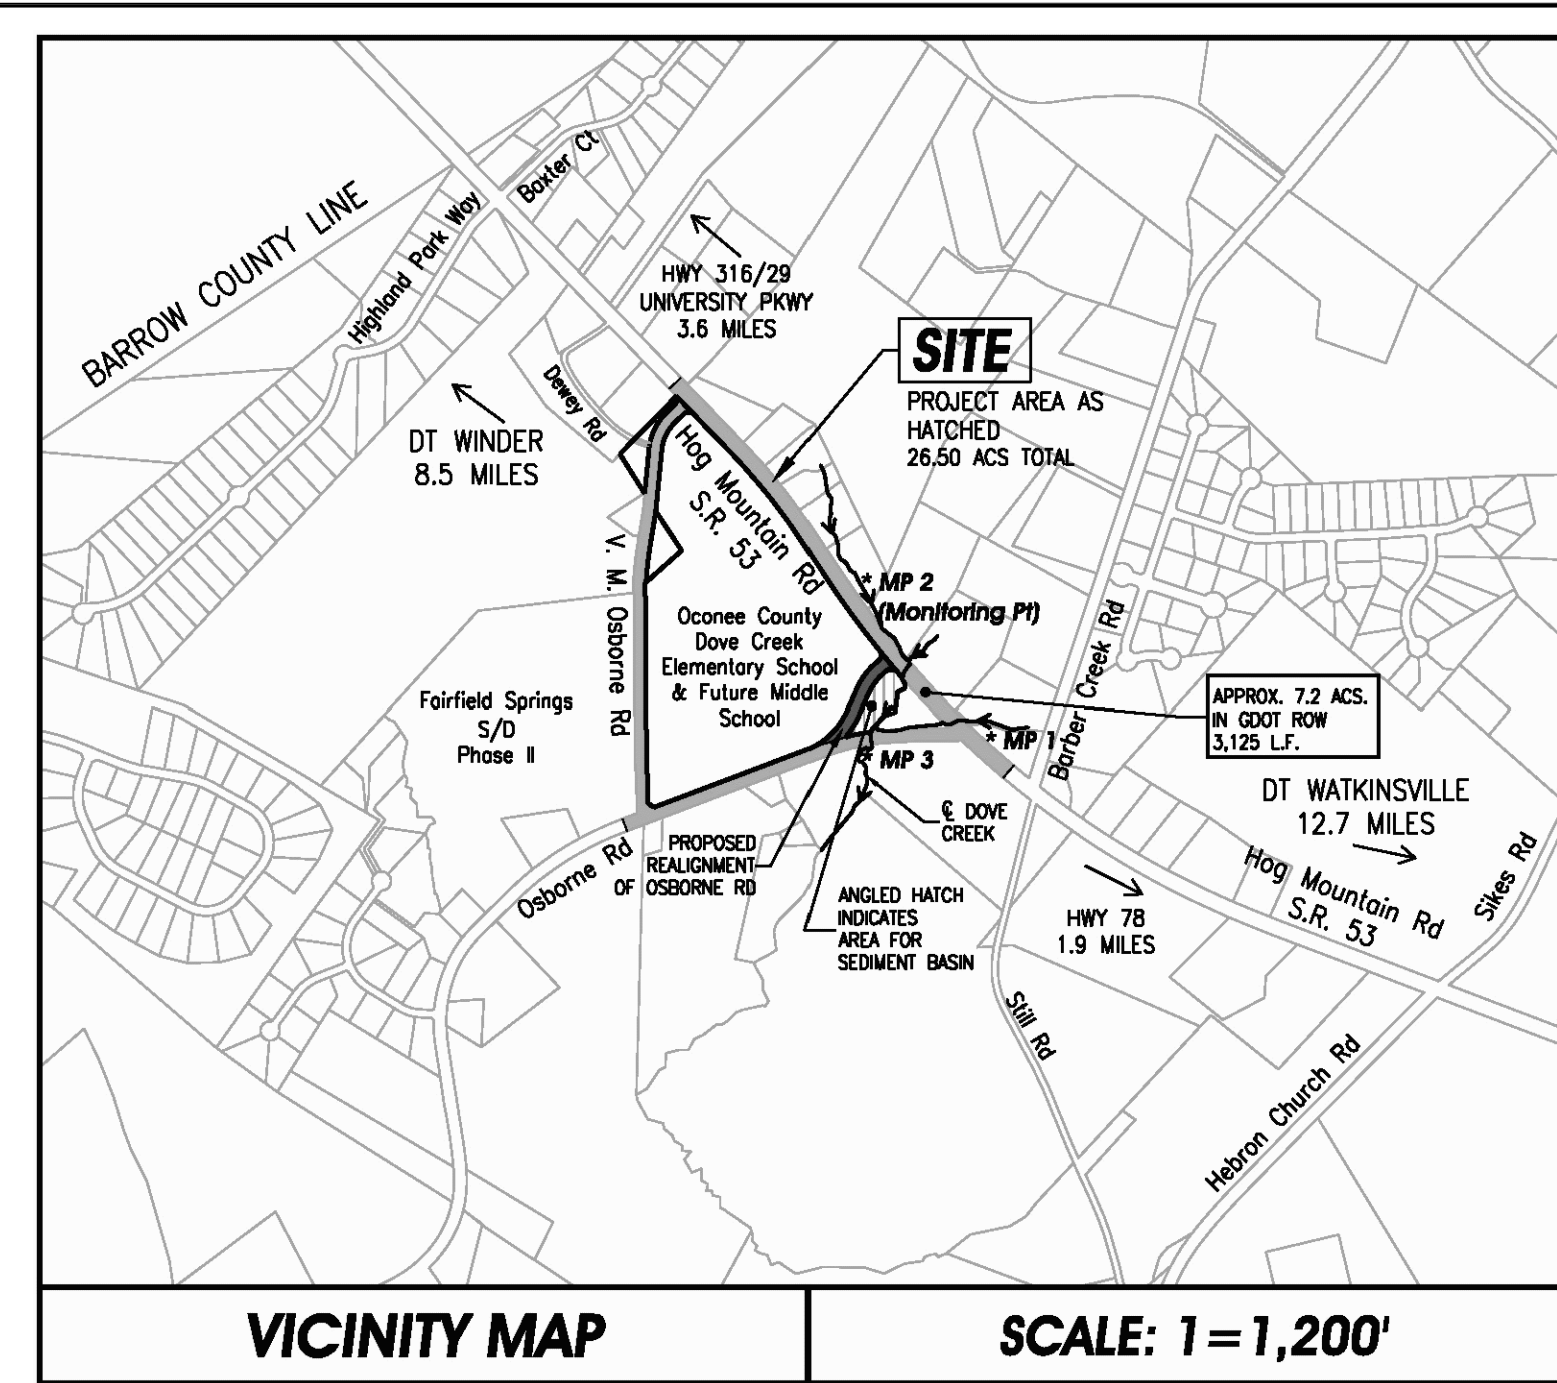 BARROW COUNTY LINE
Highland Park Way
Baxter Ct
HWY 316/29
UNIVERSITY PKWY
3.6 MILES
SITE
PROJECT AREA AS
HATCHED
26.50 ACS TOTAL
Dewey Rd
DT WINDER
8.5 MILES
Hog Mountain Rd
S.R. 53
V. M. Osborne Rd
* MP 2
(Monitoring Pt)
Oconee County
Dove Creek
Elementary School
& Future Middle
School
Fairfield Springs
S/D
Phase II
Barber Creek Rd
APPROX. 7.2 ACS.
IN GDOT ROW
3,125 L.F.
* MP 1
* MP 3
DT WATKINSVILLE
12.7 MILES
℄ DOVE
CREEK
PROPOSED
REALIGNMENT
OF OSBORNE RD
Osborne Rd
ANGLED HATCH
INDICATES
AREA FOR
SEDIMENT BASIN
HWY 78
1.9 MILES
Hog Mountain Rd
S.R. 53
Sikes Rd
Still Rd
Hebron Church Rd
VICINITY MAP
SCALE: 1=1,200'